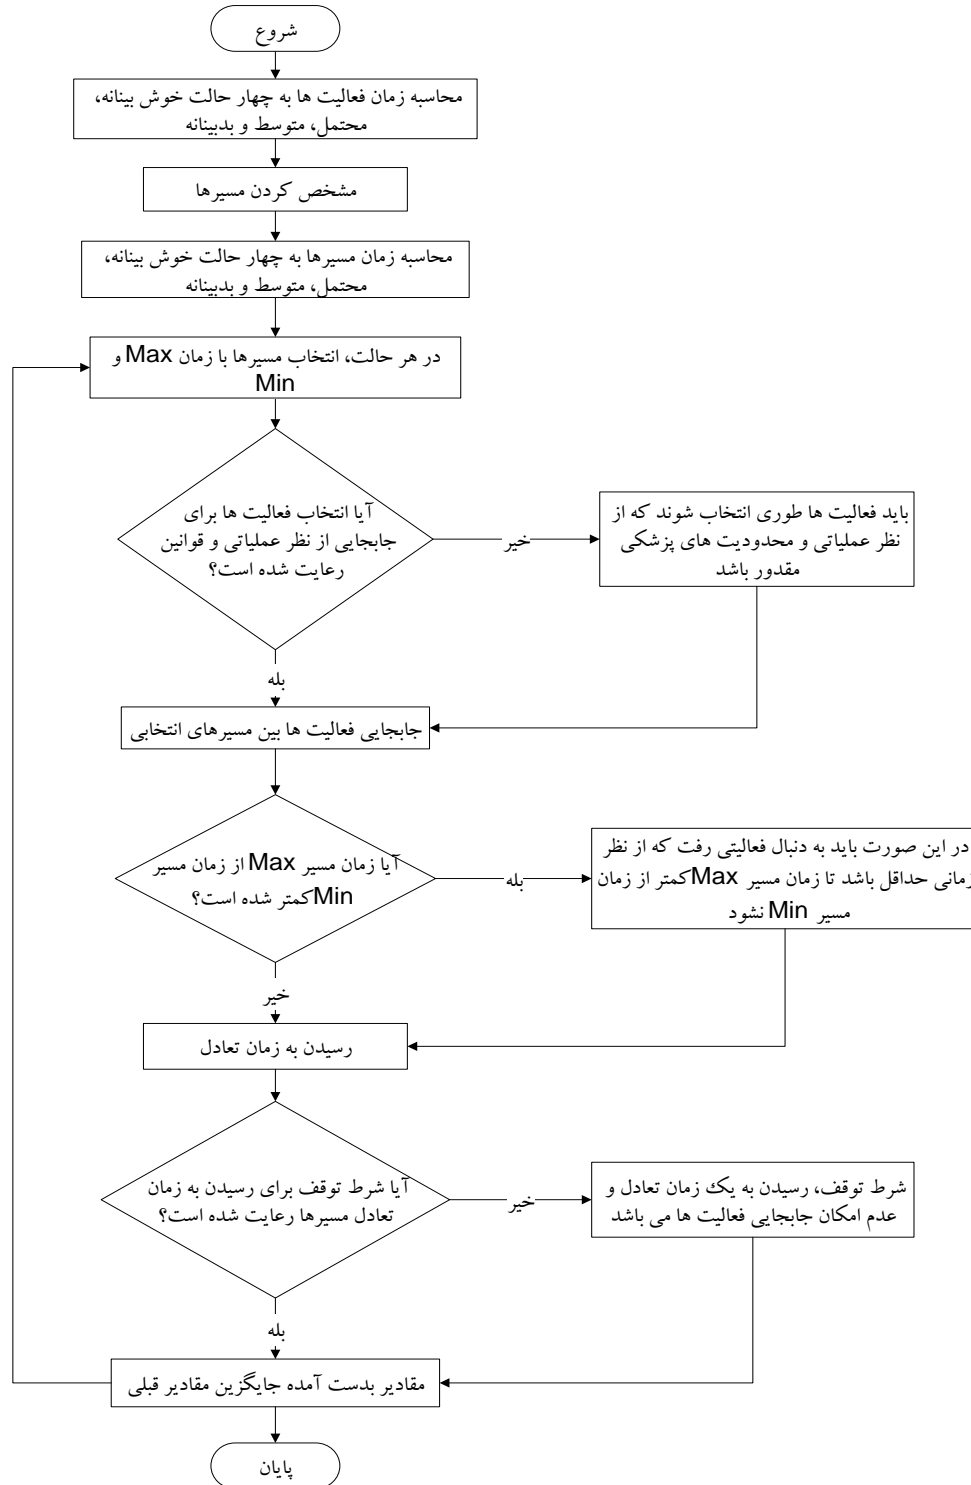 شروع
محاسبه زمان فعالیت ها به چهار حالت خوش بینانه،
محتمل، متوسط و بدبینانه
مشخص کردن مسیرها
محاسبه زمان مسیرها به چهار حالت خوش بینانه،
محتمل، متوسط و بدبینانه
در هر حالت، انتخاب مسیرها با زمان Max و
Min
آیا انتخاب فعالیت ها برای
جابجایی از نظر عملیاتی و قوانین
رعایت شده است؟
خیر
باید فعالیت ها طوری انتخاب شوند که از
نظر عملیاتی و محدودیت های پزشکی
مقدور باشد
بله
جابجایی فعالیت ها بین مسیرهای انتخابی
آیا زمان مسیر Max از زمان مسیر
Min کمتر شده است؟
بله
در این صورت باید به دنبال فعالیتی رفت که از نظر
زمانی حداقل باشد تا زمان مسیر Max کمتر از زمان
مسیر Min نشود
خیر
رسیدن به زمان تعادل
آیا شرط توقف برای رسیدن به زمان
تعادل مسیرها رعایت شده است؟
خیر
شرط توقف، رسیدن به یک زمان تعادل و
عدم امکان جابجایی فعالیت ها می باشد
بله
مقادیر بدست آمده جایگزین مقادیر قبلی
پایان